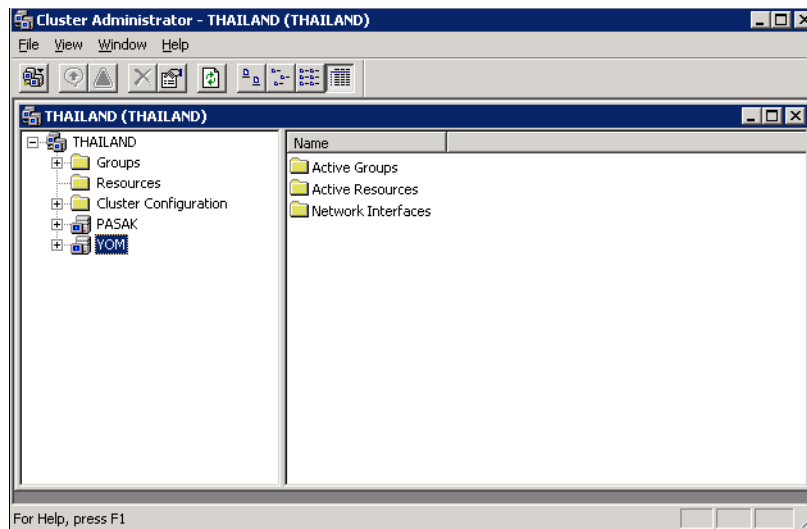 Cluster Administrator - THAILAND (THAILAND)
File View Window Help
THAILAND (THAILAND)
THAILAND
Groups
Resources
Cluster Configuration
PASAK
YOM
Name
Active Groups
Active Resources
Network Interfaces
For Help, press F1